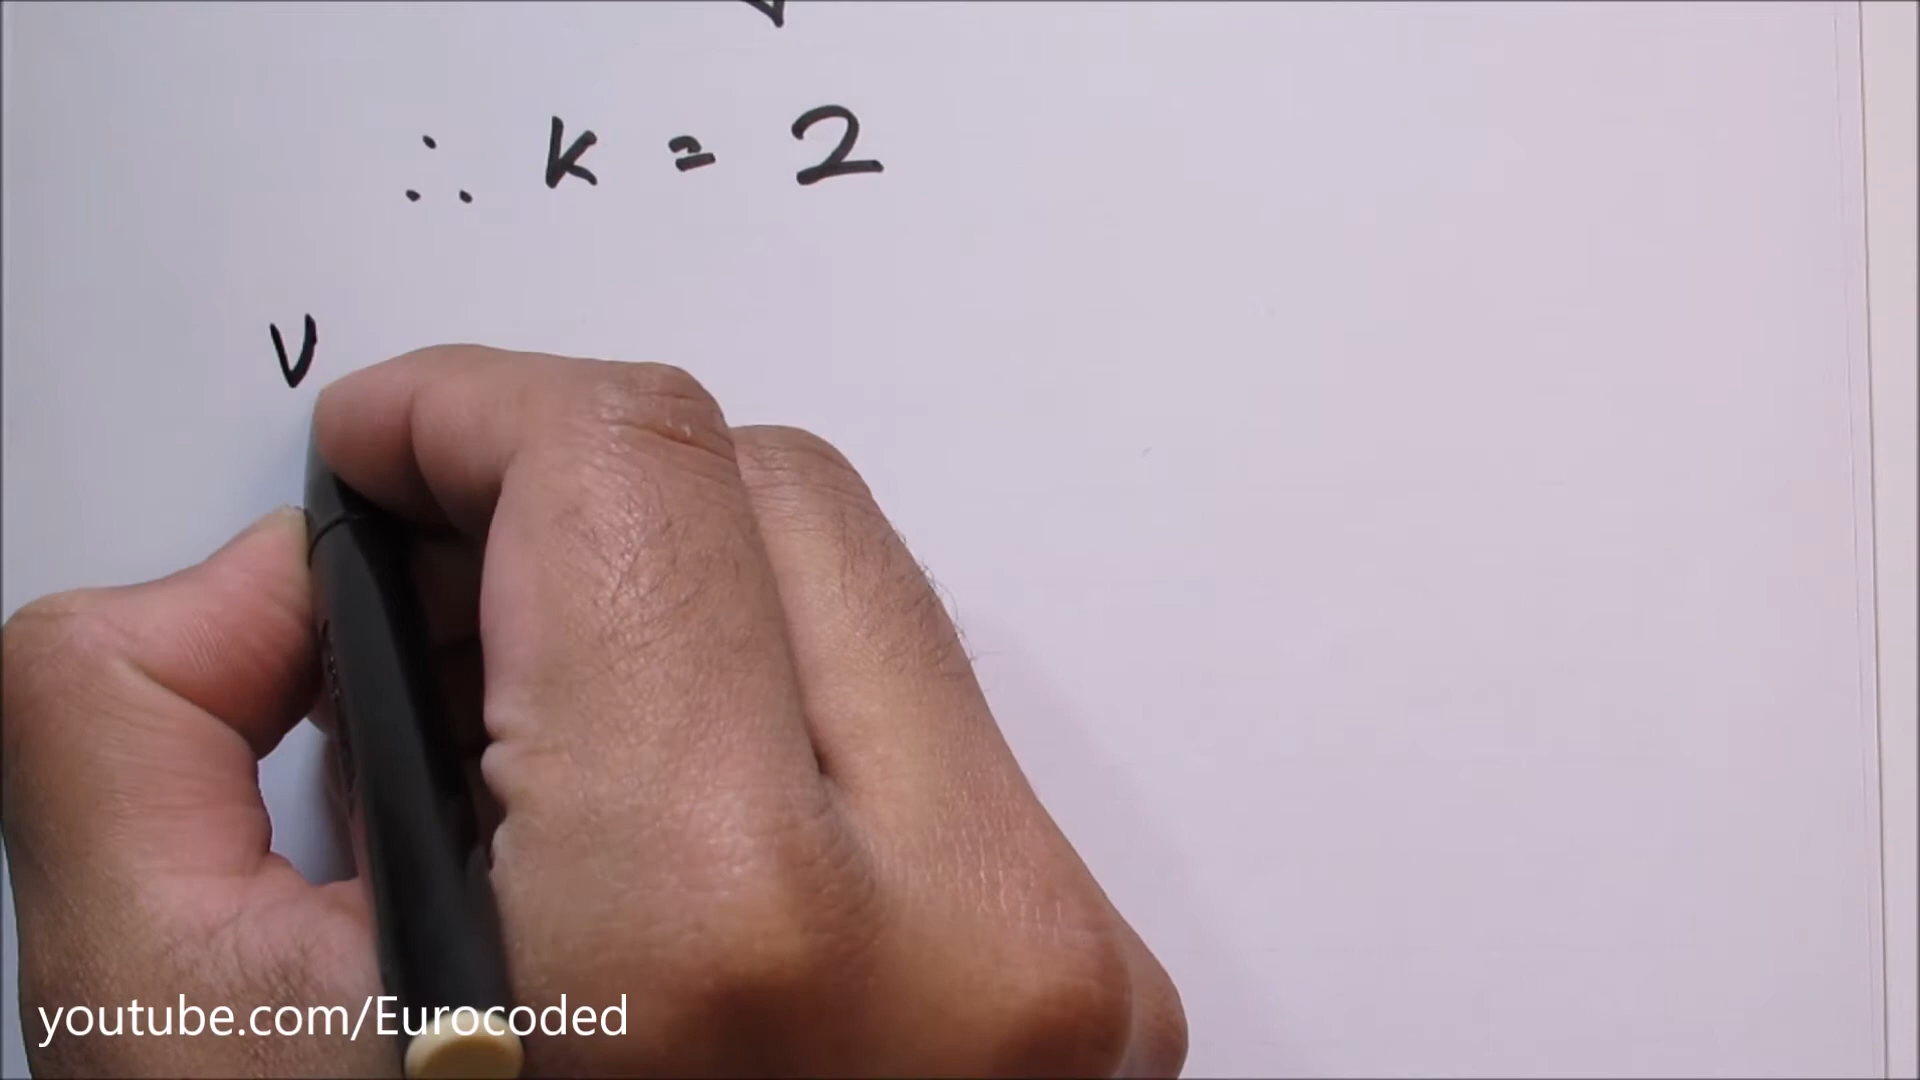 ∴ k = 2
V
youtube.com/Eurocoded